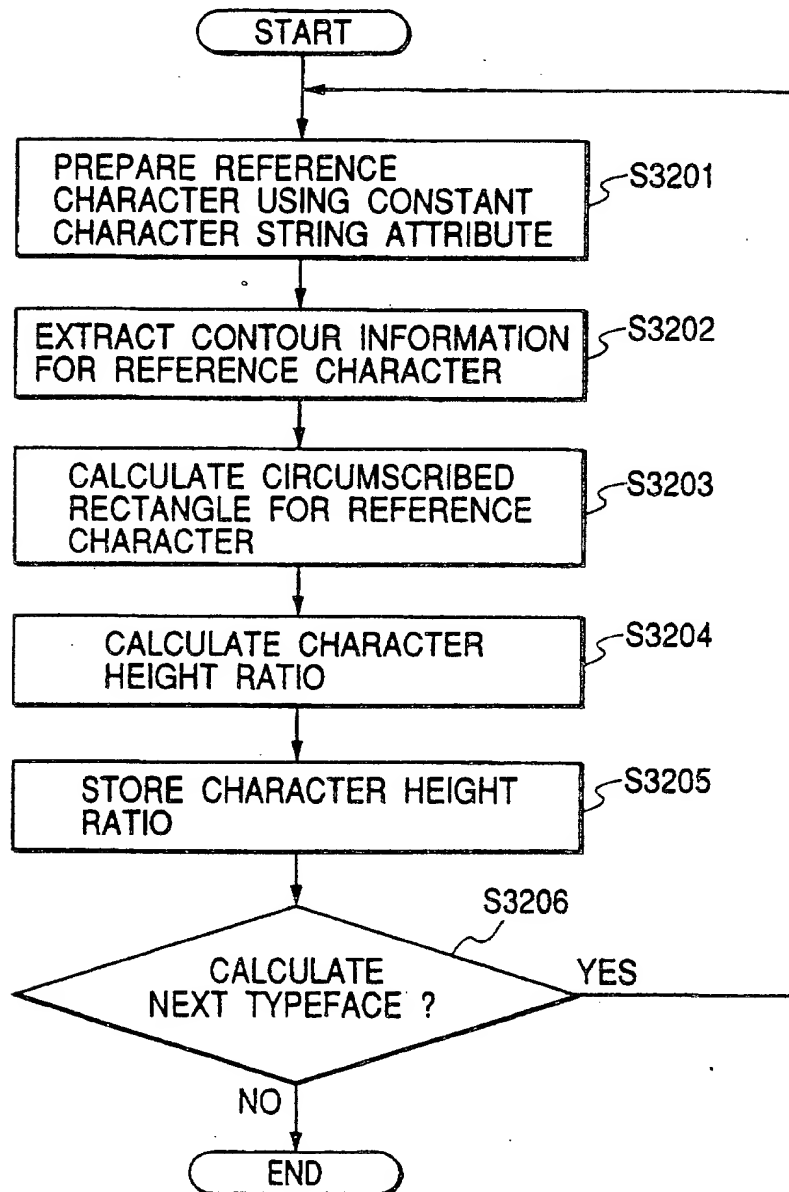 START
PREPARE REFERENCE
CHARACTER USING CONSTANT
CHARACTER STRING ATTRIBUTE
S3201
EXTRACT CONTOUR INFORMATION
FOR REFERENCE CHARACTER
S3202
CALCULATE CIRCUMSCRIBED
RECTANGLE FOR REFERENCE
CHARACTER
S3203
CALCULATE CHARACTER
HEIGHT RATIO
S3204
STORE CHARACTER HEIGHT
RATIO
S3205
S3206
CALCULATE
NEXT TYPEFACE ?
YES
NO
END